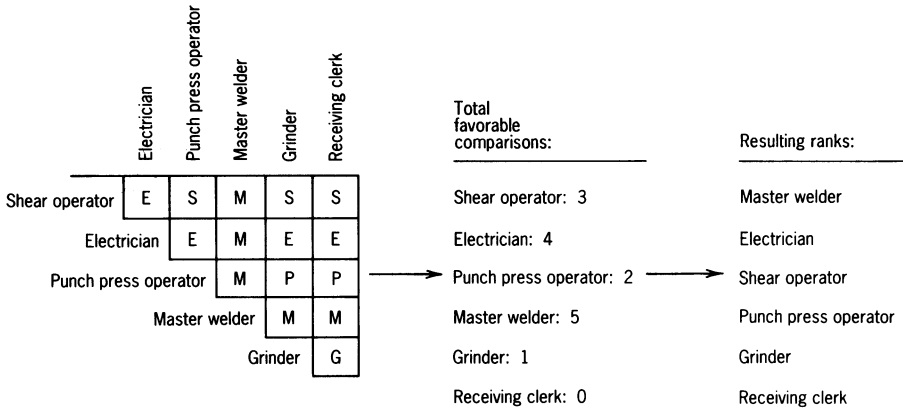 Electrician
Punch press operator
Master welder
Grinder
Receiving clerk
Shear operator E S M S S
Electrician E M E E
Punch press operator M P P
Master welder M M
Grinder G
Total
favorable
comparisons:
Shear operator: 3
Electrician: 4
Punch press operator: 2
Master welder: 5
Grinder: 1
Receiving clerk: 0
Resulting ranks:
Master welder
Electrician
Shear operator
Punch press operator
Grinder
Receiving clerk